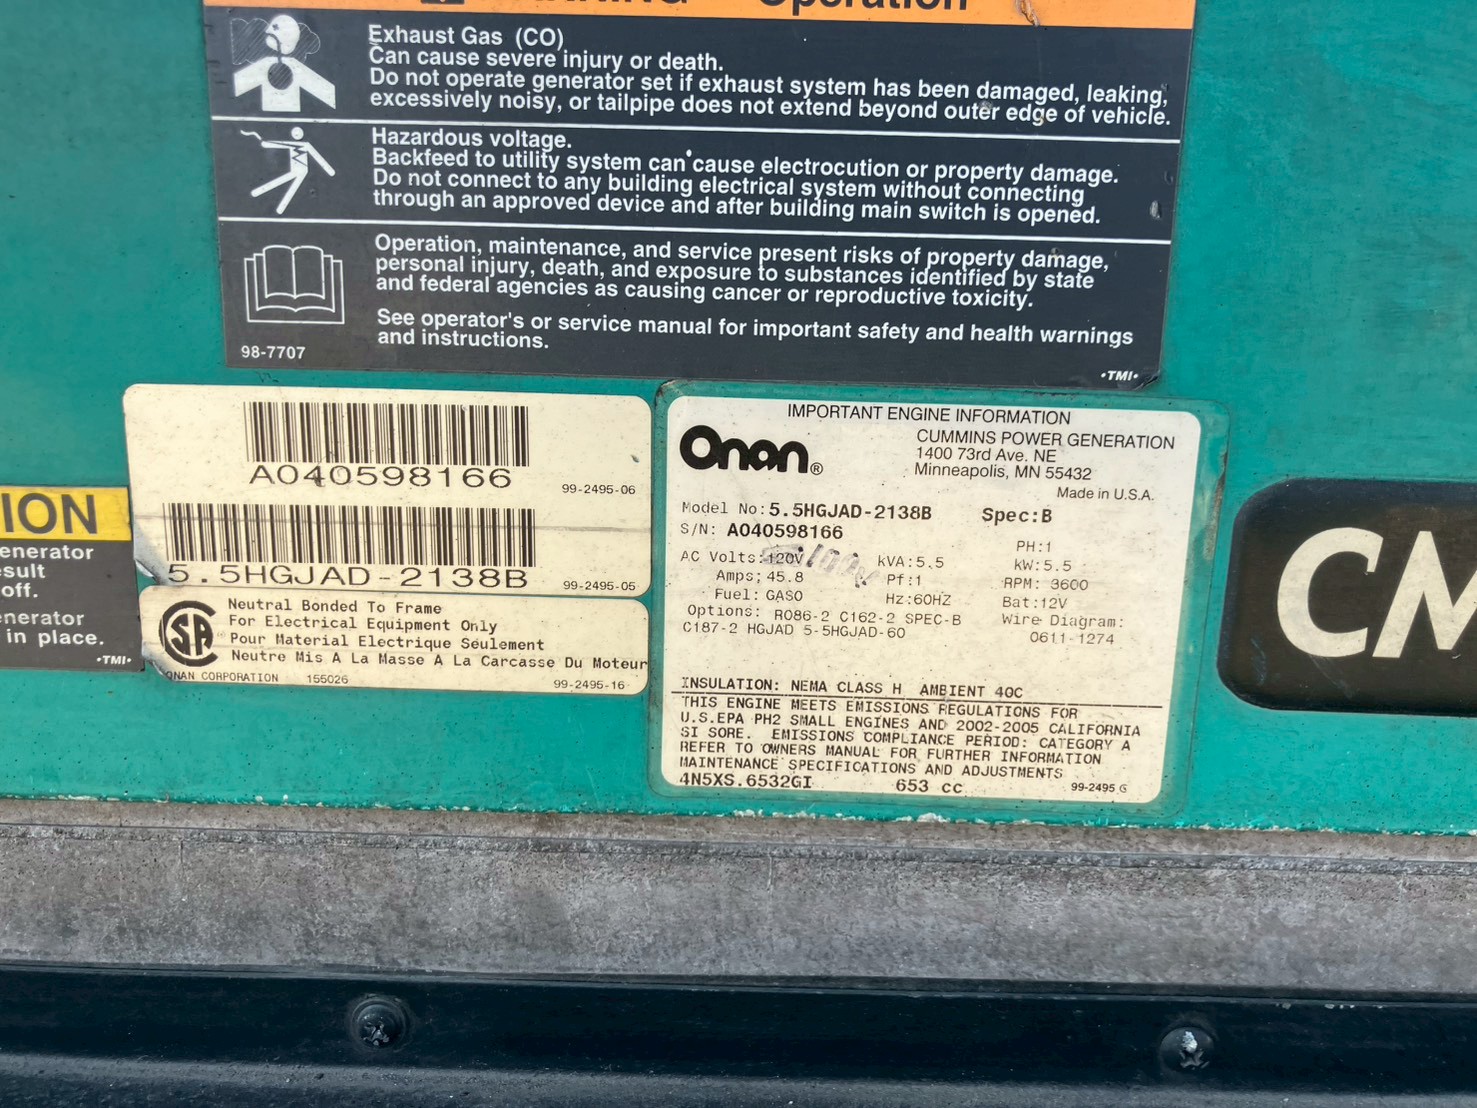 Operation
Exhaust Gas (CO)
Can cause severe injury or death.
Do not operate generator set if exhaust system has been damaged, leaking,
excessively noisy, or tailpipe does not extend beyond outer edge of vehicle.
Hazardous voltage.
Backfeed to utility system can cause electrocution or property damage.
Do not connect to any building electrical system without connecting
through an approved device and after building main switch is opened.
Operation, maintenance, and service present risks of property damage,
personal injury, death, and exposure to substances identified by state
and federal agencies as causing cancer or reproductive toxicity.
See operator's or service manual for important safety and health warnings
and instructions.
98-7707
•TMI•
ION
enerator
esult
off.
enerator
in place.
•TMI•
A040598166
99-2495-06
5.5HGJAD-2138B
99-2495-05
Neutral Bonded To Frame
For Electrical Equipment Only
Pour Material Electrique Seulement
Neutre Mis A La Masse A La Carcasse Du Moteur
ONAN CORPORATION 155026
99-2495-16
IMPORTANT ENGINE INFORMATION
Onan®
CUMMINS POWER GENERATION
1400 73rd Ave. NE
Minneapolis, MN 55432
Made in U.S.A.
Model No:5.5HGJAD-2138B Spec:B
S/N: A040598166
PH:1
AC Volts:120V kVA:5.5 kW:5.5
Amps:45.8 Pf:1 RPM: 3600
Fuel: GASO Hz:60HZ Bat:12V
Options: R086-2 C162-2 SPEC-B Wire Diagram:
C187-2 HGJAD 5-5HGJAD-60 0611-1274
INSULATION: NEMA CLASS H AMBIENT 40C
THIS ENGINE MEETS EMISSIONS REGULATIONS FOR
U.S.EPA PH2 SMALL ENGINES AND 2002-2005 CALIFORNIA
SI SORE. EMISSIONS COMPLIANCE PERIOD: CATEGORY A
REFER TO OWNERS MANUAL FOR FURTHER INFORMATION
MAINTENANCE SPECIFICATIONS AND ADJUSTMENTS
4N5XS.6532GI 653 cc 99-2495 G
CM